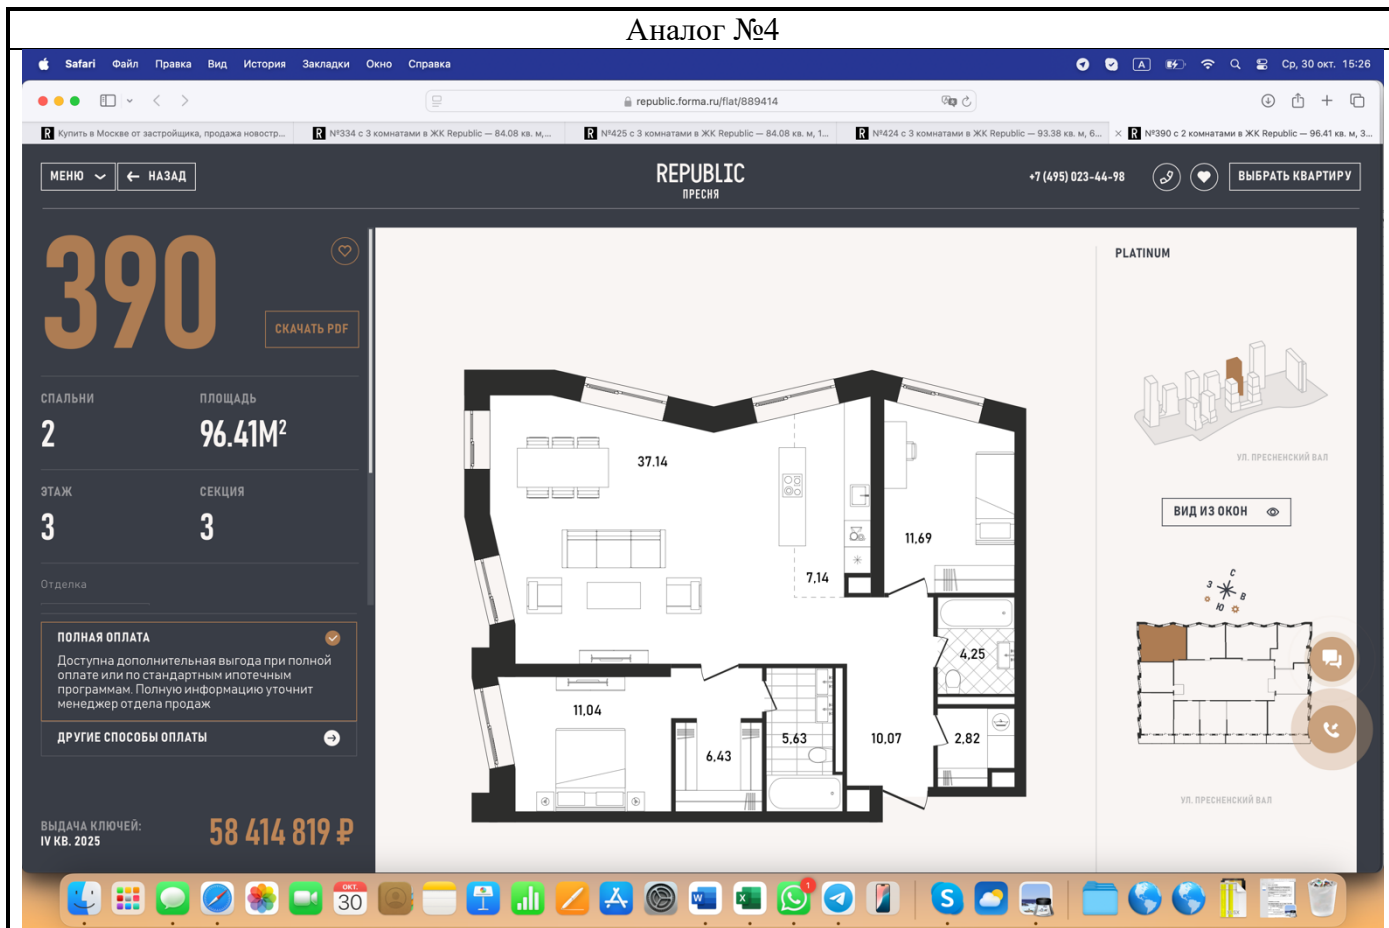 Аналог №4
Safari Файл Правка Вид История Закладки Окно Справка
A
Ср, 30 окт. 15:26
republic.forma.ru/flat/889414
R Купить в Москве от застройщика, продажа новостр...
R №334 с 3 комнатами в ЖК Republic — 84.08 кв. м,...
R №425 с 3 комнатами в ЖК Republic — 84.08 кв. м, 1...
R №424 с 3 комнатами в ЖК Republic — 93.38 кв. м, 6...
R №390 с 2 комнатами в ЖК Republic — 96.41 кв. м, 3...
МЕНЮ
НАЗАД
REPUBLIC
ПРЕСНЯ
+7 (495) 023-44-98
ВЫБРАТЬ КВАРТИРУ
390
СКАЧАТЬ PDF
СПАЛЬНИ ПЛОЩАДЬ
2 96.41М²
ЭТАЖ СЕКЦИЯ
3 3
Отделка
ПОЛНАЯ ОПЛАТА
Доступна дополнительная выгода при полной
оплате или по стандартным ипотечным
программам. Полную информацию уточнит
менеджер отдела продаж
ДРУГИЕ СПОСОБЫ ОПЛАТЫ
ВЫДАЧА КЛЮЧЕЙ:
IV КВ. 2025
58 414 819 ₽
37.14
7,14
11,69
4,25
11,04
6,43
5,63
10,07
2,82
PLATINUM
УЛ. ПРЕСНЕНСКИЙ ВАЛ
ВИД ИЗ ОКОН
С
З
В
Ю
УЛ. ПРЕСНЕНСКИЙ ВАЛ
ОКТ.
30
1